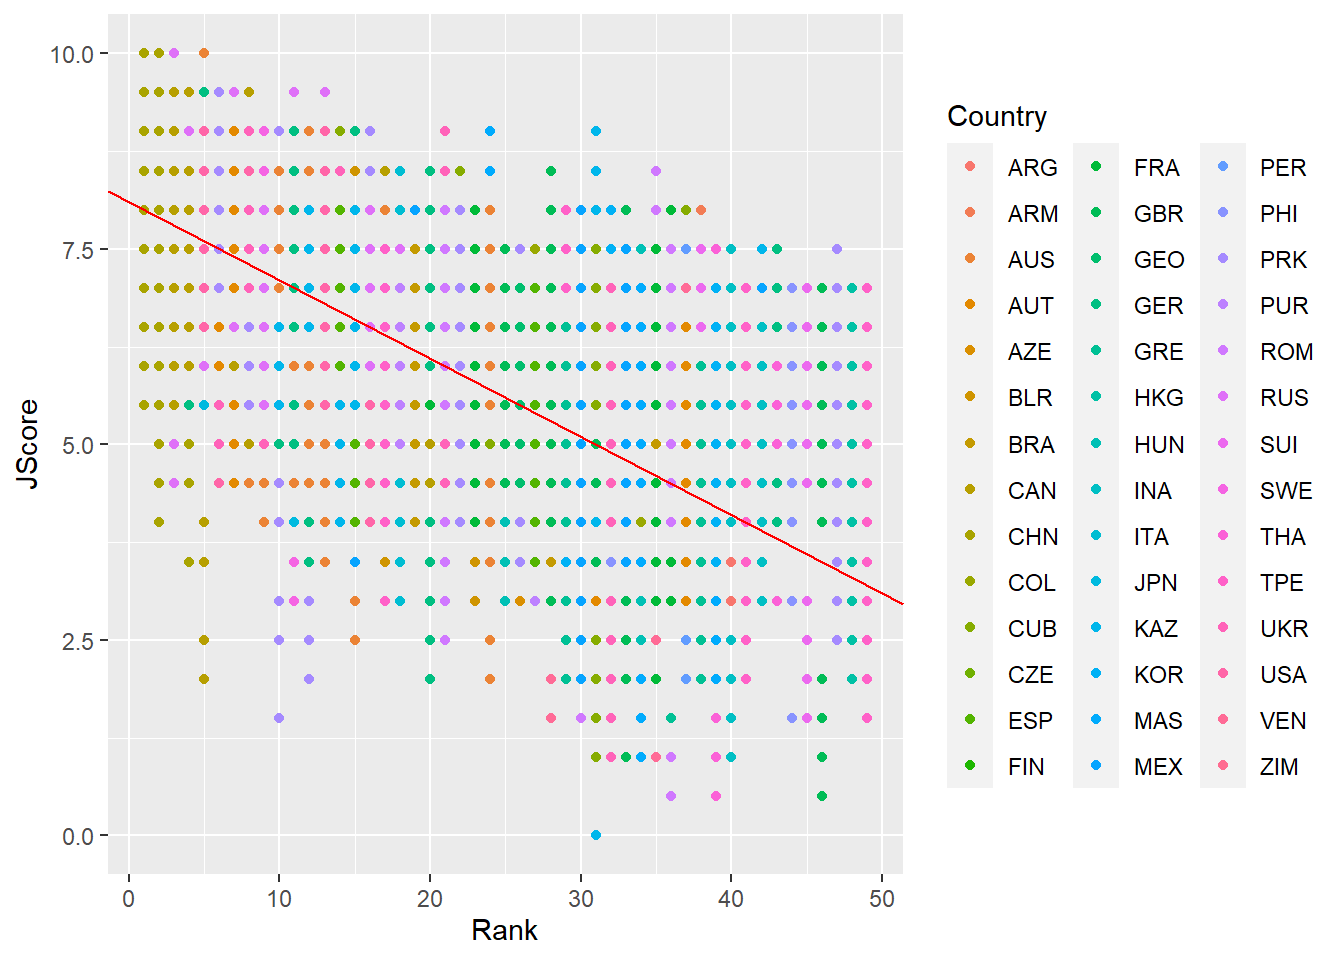 10.0
7.5
5.0
2.5
0.0
JScore
0
10
20
30
40
50
Rank
Country
ARG
ARM
AUS
AUT
AZE
BLR
BRA
CAN
CHN
COL
CUB
CZE
ESP
FIN
FRA
GBR
GEO
GER
GRE
HKG
HUN
INA
ITA
JPN
KAZ
KOR
MAS
MEX
PER
PHI
PRK
PUR
ROM
RUS
SUI
SWE
THA
TPE
UKR
USA
VEN
ZIM